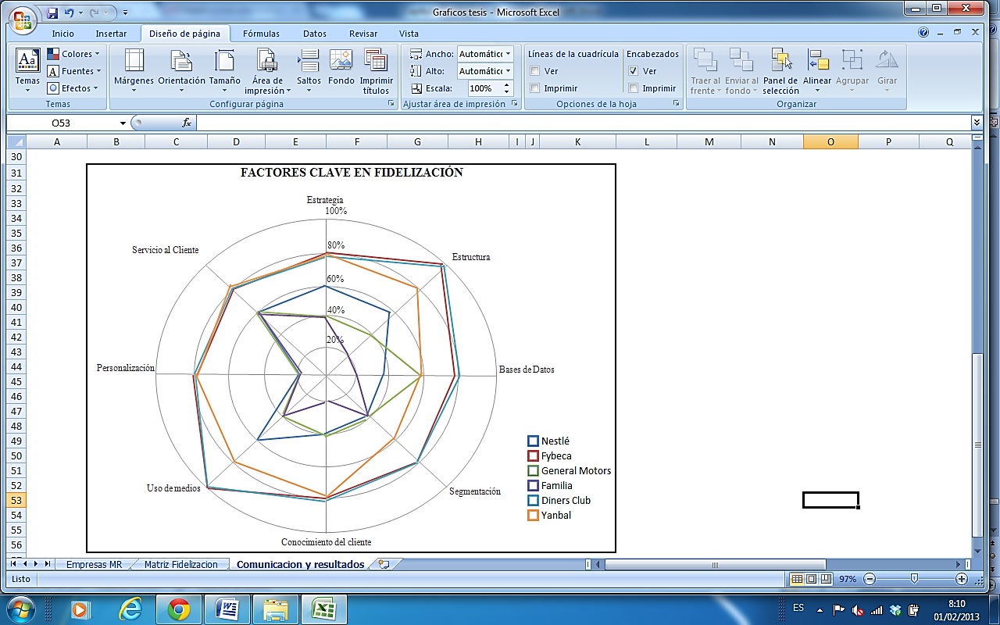 Graficos tesis - Microsoft Excel
Inicio Insertar Diseño de página Fórmulas Datos Revisar Vista
Aa Temas
Colores
Fuentes
Efectos
Temas
Márgenes Orientación Tamaño Área de impresión Saltos Fondo Imprimir títulos
Configurar página
Ancho: Automátic
Alto: Automátic
Escala: 100%
Ajustar área de impresión
Líneas de la cuadrícula Encabezados
Ver Ver
Imprimir Imprimir
Opciones de la hoja
Traer al frente Enviar al fondo Panel de selección Alinear Agrupar Girar
Organizar
O53 fx
A B C D E F G H I J K L M N O P Q
30
31
32
33
34
35
36
37
38
39
40
41
42
43
44
45
46
47
48
49
50
51
52
53
54
55
56
FACTORES CLAVE EN FIDELIZACIÓN
Estrategia
100%
80%
60%
40%
20%
Estructura
Bases de Datos
Segmentación
Conocimiento del cliente
Uso de medios
Personalización
Servicio al Cliente
Nestlé
Fybeca
General Motors
Familia
Diners Club
Yanbal
Empresas MR Matriz Fidelizacion Comunicacion y resultados
Listo 97%
ES 8:10
01/02/2013